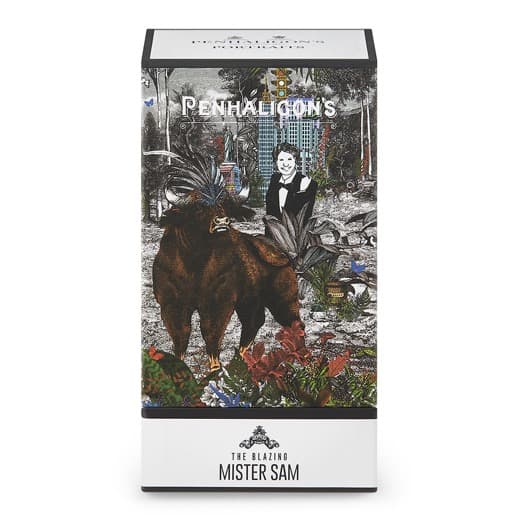 PENHALIGON'S
PORTRAITS
PENHALIGON'S
THE BLAZING
MISTER SAM